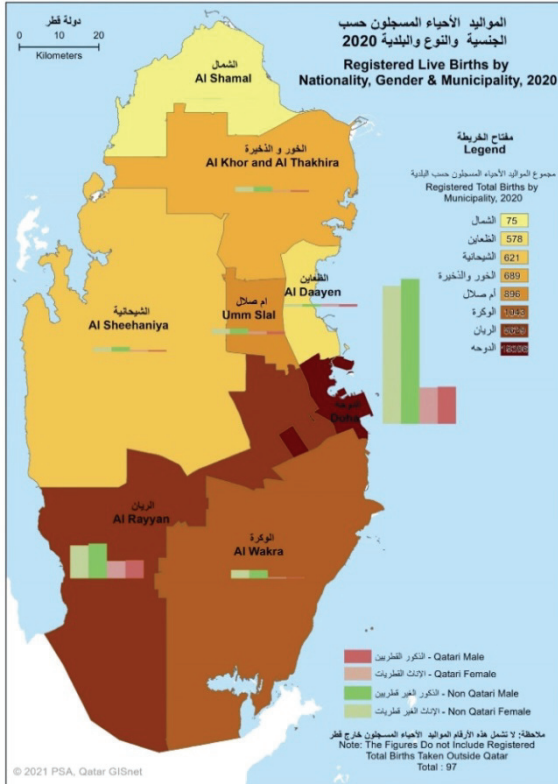 دولة قطر
20 10 0
Kilometers
المواليد الأحياء المسجلون حسب
الجنسية والنوع والبلدية 2020
Registered Live Births by
Nationality, Gender & Municipality, 2020
مفتاح الخريطة
Legend
مجموع المواليد الأحياء المسجلون حسب البلدية
Registered Total Births by
Municipality, 2020
الشمال 75
الظعاين 578
الشيحانية 621
الخور والذخيرة 689
أم صلال 896
الوكرة
الريان
الدوحه
الشمال
Al Shamal
الخور و الذخيرة
Al Khor and Al Thakhira
الظعاين
Al Daayen
ام صلال
Umm Slal
الشيحانية
Al Sheehaniya
الدوحة
Doha
الريان
Al Rayyan
الوكرة
Al Wakra
الذكور القطريين - Qatari Male
الإناث القطريات - Qatari Female
الذكور الغير قطريين - Non Qatari Male
الإناث الغير قطريات - Non Qatari Female
ملاحظة: لا تشمل هذه الأرقام المواليد الأحياء المسجلون خارج قطر
Note: The Figures Do not Include Registered
Total Births Taken Outside Qatar
Total : 97
© 2021 PSA, Qatar GISnet